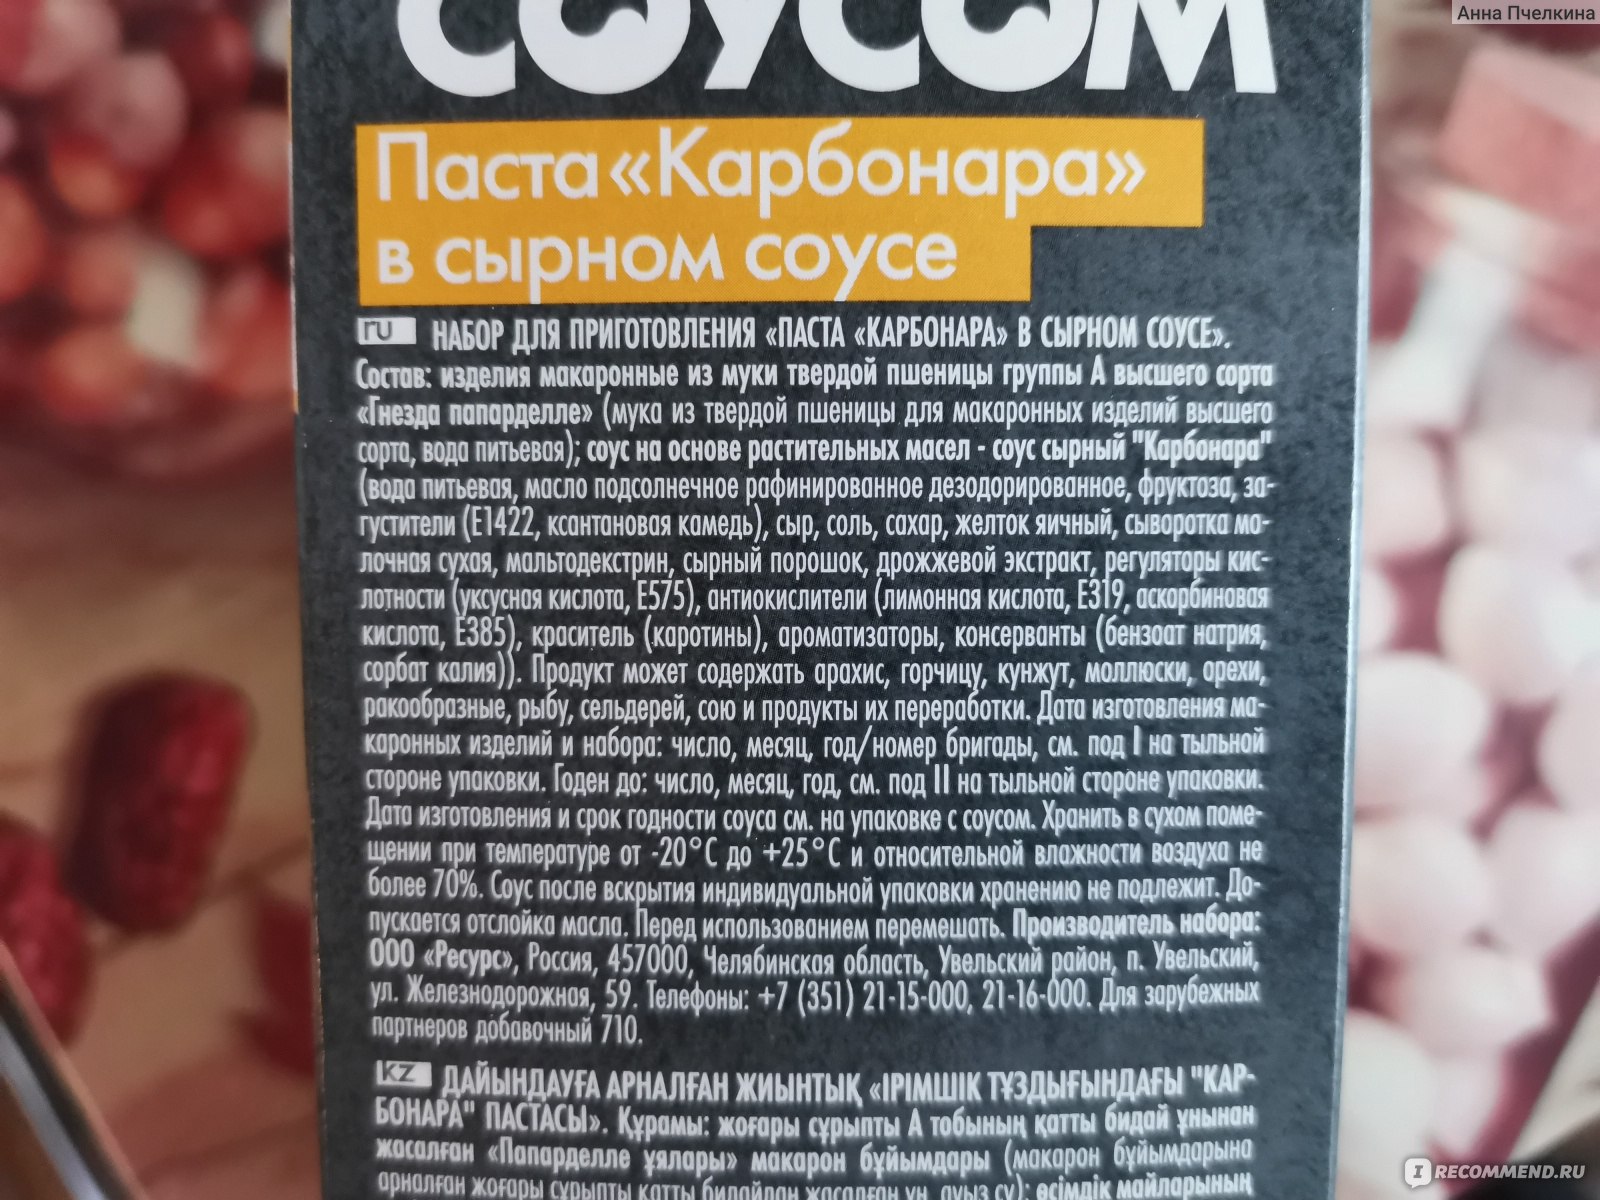 Анна Пчелкина
СОУСОМ
Паста «Карбонара»
в сырном соусе
ru НАБОР ДЛЯ ПРИГОТОВЛЕНИЯ «ПАСТА «КАРБОНАРА» В СЫРНОМ СОУСЕ».
Состав: изделия макаронные из муки твердой пшеницы группы А высшего сорта
«Гнезда папарделле» (мука из твердой пшеницы для макаронных изделий высшего
сорта, вода питьевая); соус на основе растительных масел - соус сырный "Карбонара"
(вода питьевая, масло подсолнечное рафинированное дезодорированное, фруктоза, за-
густители (Е1422, ксантановая камедь), сыр, соль, сахар, желток яичный, сыворотка мо-
лочная сухая, мальтодекстрин, сырный порошок, дрожжевой экстракт, регуляторы кис-
лотности (уксусная кислота, Е575), антиокислители (лимонная кислота, Е319, аскорбиновая
кислота, Е385), краситель (каротины), ароматизаторы, консерванты (бензоат натрия,
сорбат калия)). Продукт может содержать арахис, горчицу, кунжут, моллюски, орехи,
ракообразные, рыбу, сельдерей, сою и продукты их переработки. Дата изготовления ма-
каронных изделий и набора: число, месяц, год/номер бригады, см. под I на тыльной
стороне упаковки. Годен до: число, месяц, год, см. под II на тыльной стороне упаковки.
Дата изготовления и срок годности соуса см. на упаковке с соусом. Хранить в сухом поме-
щении при температуре от -20°С до +25°С и относительной влажности воздуха не
более 70%. Соус после вскрытия индивидуальной упаковки хранению не подлежит. До-
пускается отслойка масла. Перед использованием перемешать. Производитель набора:
ООО «Ресурс», Россия, 457000, Челябинская область, Увельский район, п. Увельский,
ул. Железнодорожная, 59. Телефоны: +7 (351) 21-15-000, 21-16-000. Для зарубежных
партнеров добавочный 710.
KZ ДАЙЫНДАУҒА АРНАЛҒАН ЖИЫНТЫҚ «ІРІМШІК ТҰЗДЫҒЫНДАҒЫ "КАР-
БОНАРА" ПАСТАСЫ». Құрамы: жоғары сұрыпты А тобының қатты бидай ұнынан
жасалған «Папарделле ұялары» макарон бұйымдары (макарон бұйымдарына
арналған жоғары сұрыпты қатты бидайдан жасалған ұн, ауыз су); өсімдік майларының
IRECOMMEND.RU